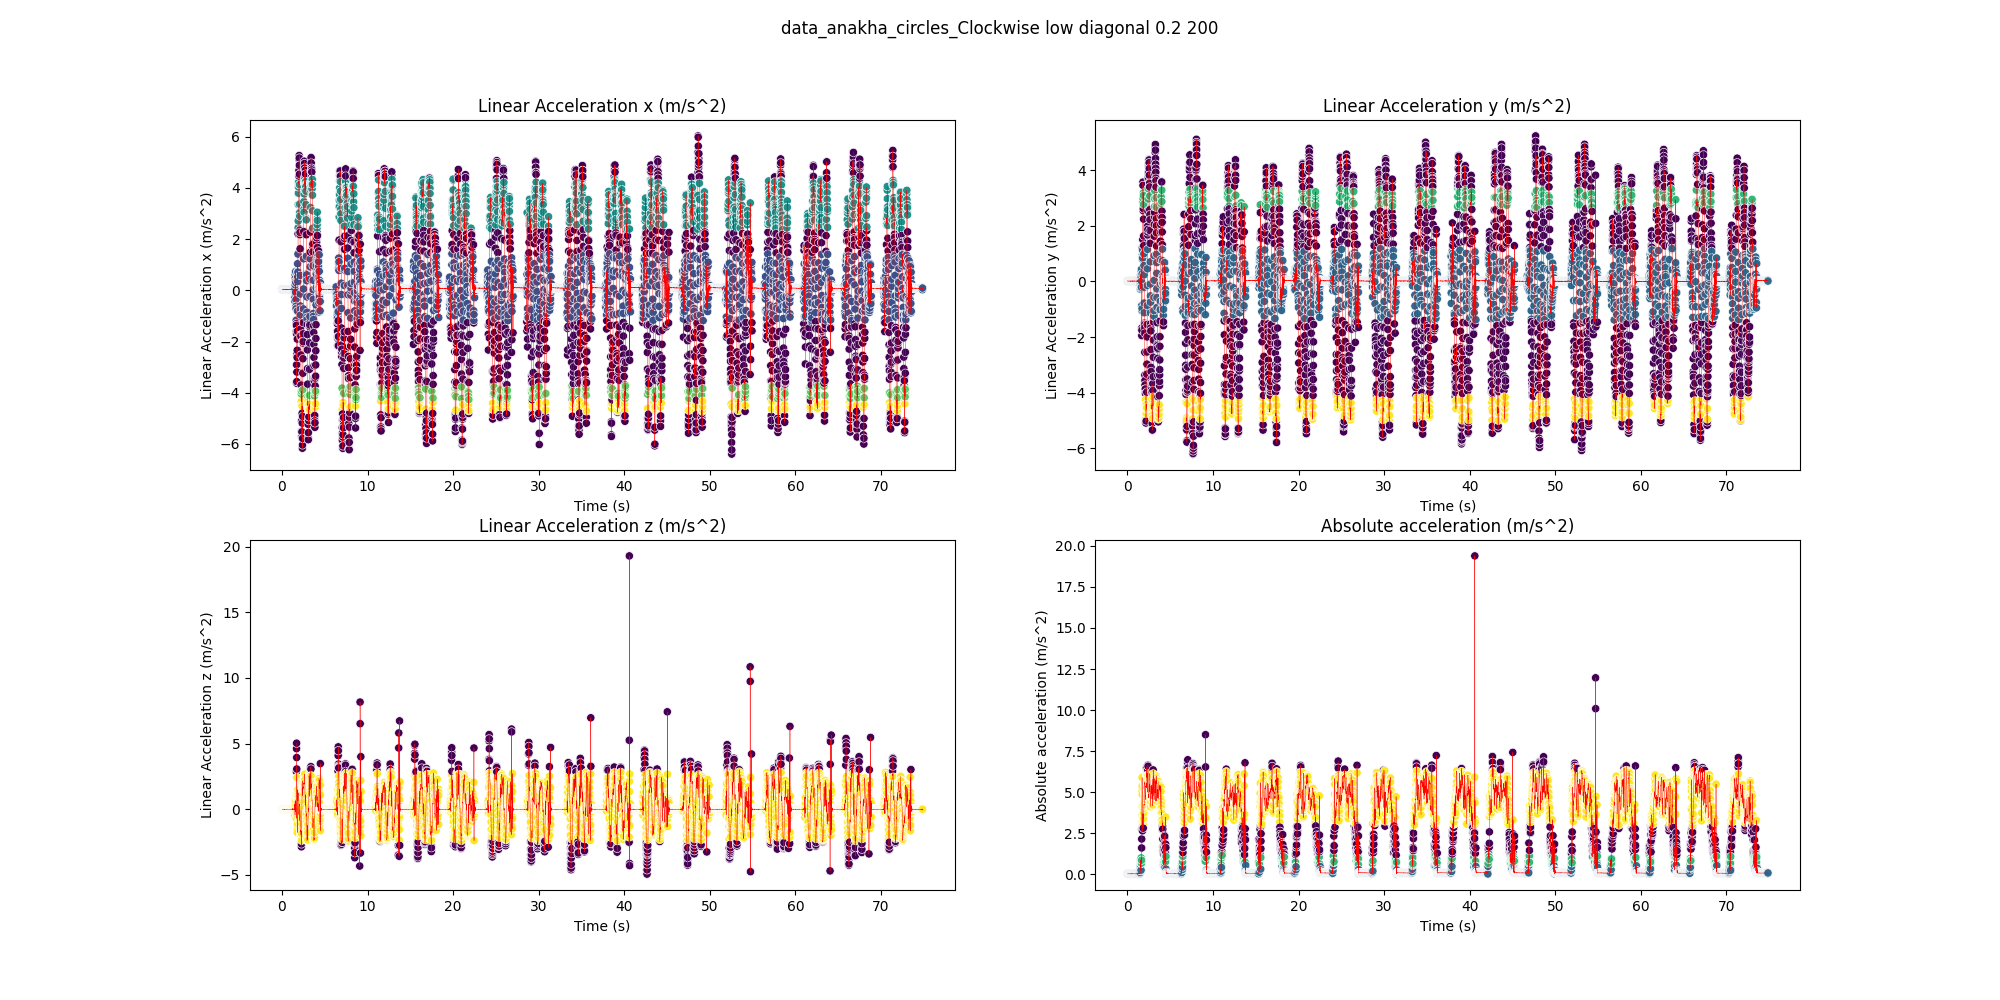 data_anakha_circles_Clockwise low diagonal 0.2 200
Linear Acceleration x (m/s^2)
Linear Acceleration x (m/s^2)
6
4
2
0
−2
−4
−6
0 10 20 30 40 50 60 70
Time (s)
Linear Acceleration y (m/s^2)
Linear Acceleration y (m/s^2)
4
2
0
−2
−4
−6
0 10 20 30 40 50 60 70
Time (s)
Linear Acceleration z (m/s^2)
Linear Acceleration z (m/s^2)
20
15
10
5
0
−5
0 10 20 30 40 50 60 70
Time (s)
Absolute acceleration (m/s^2)
Absolute acceleration (m/s^2)
20.0
17.5
15.0
12.5
10.0
7.5
5.0
2.5
0.0
0 10 20 30 40 50 60 70
Time (s)